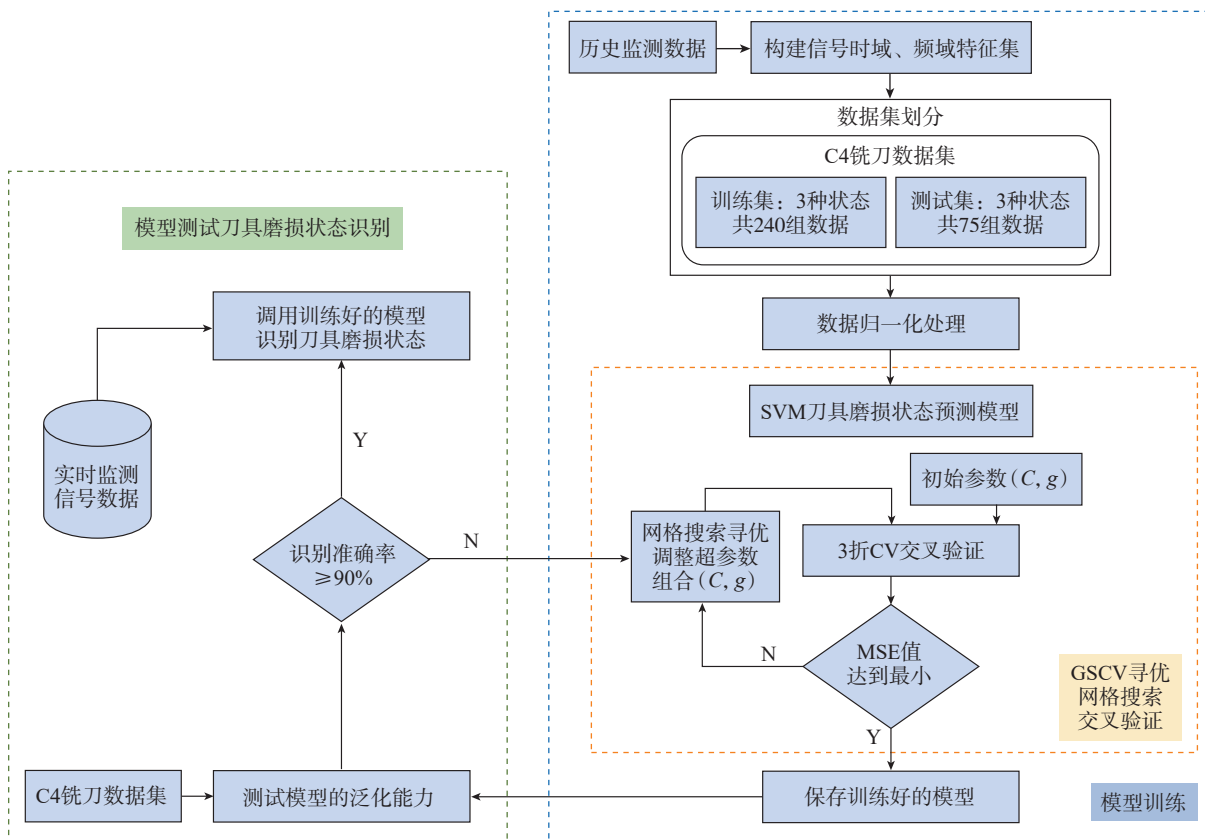 历史监测数据
构建信号时域、频域特征集
数据集划分
C4铣刀数据集
训练集：3种状态
共240组数据
测试集：3种状态
共75组数据
数据归一化处理
SVM刀具磨损状态预测模型
初始参数(C, g)
网格搜索寻优
调整超参数
组合(C, g)
3折CV交叉验证
MSE值
达到最小
N
Y
GSCV寻优
网格搜索
交叉验证
保存训练好的模型
模型训练
模型测试刀具磨损状态识别
调用训练好的模型
识别刀具磨损状态
实时监测
信号数据
Y
识别准确率
≥90%
N
C4铣刀数据集
测试模型的泛化能力